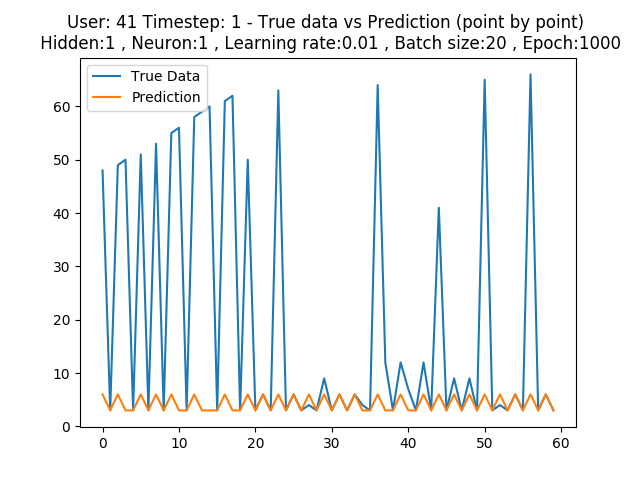 User: 41 Timestep: 1 - True data vs Prediction (point by point)
Hidden:1 , Neuron:1 , Learning rate:0.01 , Batch size:20 , Epoch:1000
True Data
Prediction
60
50
40
30
20
10
0
0 10 20 30 40 50 60